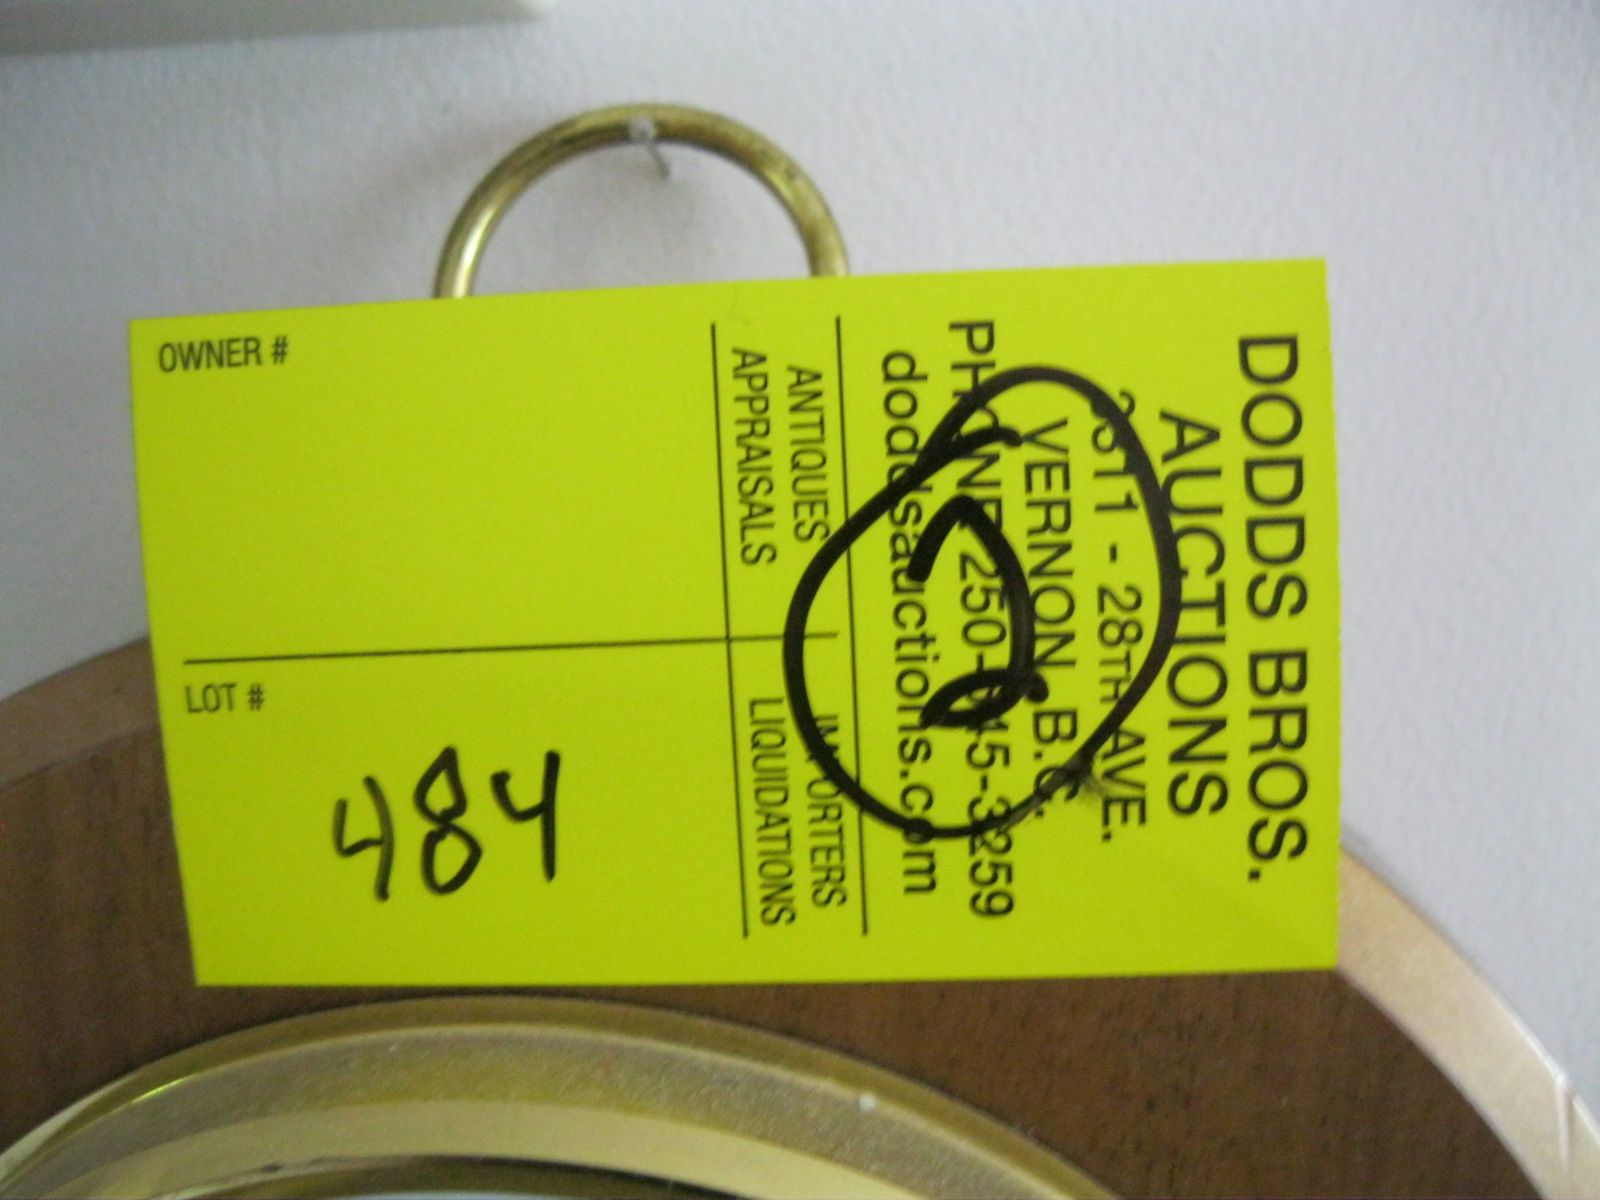 DODDS BROS.
AUCTIONS
3311 - 28TH AVE.
VERNON, B.C.
PHONE 250-545-3259
doddsauctions.com
ANTIQUES IMPORTERS
APPRAISALS LIQUIDATIONS
OWNER #
LOT #
484